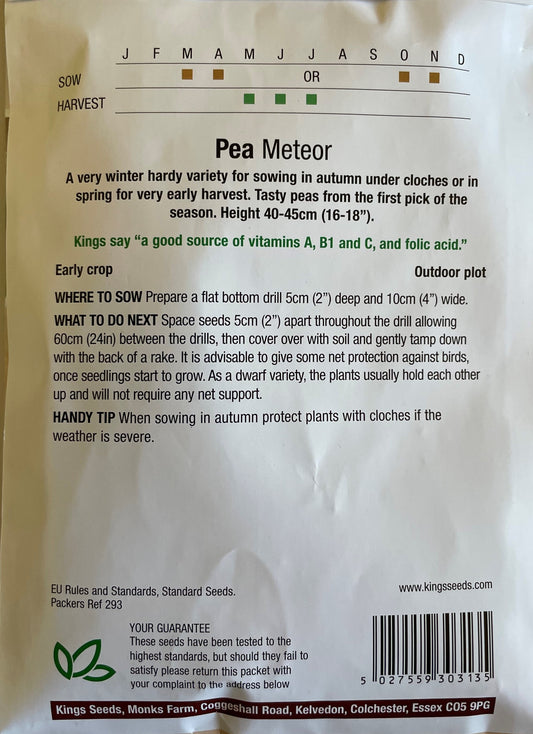 J F M A M J J A S O N D
SOW OR
HARVEST
Pea Meteor
A very winter hardy variety for sowing in autumn under cloches or in
spring for very early harvest. Tasty peas from the first pick of the
season. Height 40-45cm (16-18”).
Kings say “a good source of vitamins A, B1 and C, and folic acid.”
Early crop Outdoor plot
WHERE TO SOW Prepare a flat bottom drill 5cm (2”) deep and 10cm (4”) wide.
WHAT TO DO NEXT Space seeds 5cm (2”) apart throughout the drill allowing
60cm (24in) between the drills, then cover over with soil and gently tamp down
with the back of a rake. It is advisable to give some net protection against birds,
once seedlings start to grow. As a dwarf variety, the plants usually hold each other
up and will not require any net support.
HANDY TIP When sowing in autumn protect plants with cloches if the
weather is severe.
EU Rules and Standards, Standard Seeds.
Packers Ref 293
www.kingsseeds.com
YOUR GUARANTEE
These seeds have been tested to the
highest standards, but should they fail to
satisfy please return this packet with
your complaint to the address below
5 027559 303135
Kings Seeds, Monks Farm, Coggeshall Road, Kelvedon, Colchester, Essex CO5 9PG